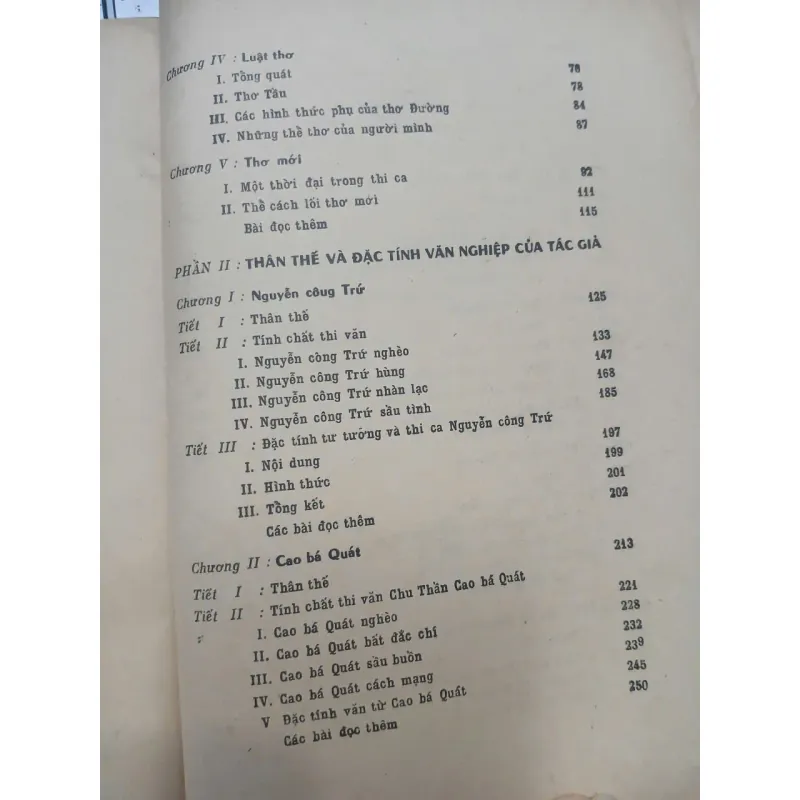 Chương IV : Luật thơ
I. Tổng quát 76
II. Thơ Tầu 78
III. Các hình thức phụ của thơ Đường 84
IV. Những thể thơ của người mình 87
Chương V : Thơ mới
I. Một thời đại trong thi ca 92
II. Thể cách lối thơ mới 111
Bài đọc thêm 115
PHẦN II : THÂN THẾ VÀ ĐẶC TÍNH VĂN NGHIỆP CỦA TÁC GIẢ
Chương I : Nguyễn côug Trứ
Tiết I : Thân thế 125
Tiết II : Tính chất thi văn
I. Nguyễn công Trứ nghèo 133
II. Nguyễn công Trứ hùng 147
III. Nguyễn công Trứ nhàn lạc 168
IV. Nguyễn công Trứ sầu tình 185
Tiết III : Đặc tính tư tưởng và thi ca Nguyễn công Trứ
I. Nội dung 197
II. Hình thức 199
III. Tổng kết 201
Các bài đọc thêm 202
Chương II : Cao bá Quát
Tiết I : Thân thế 213
Tiết II : Tính chất thi văn Chu Thần Cao bá Quát
I. Cao bá Quát nghèo 221
II. Cao bá Quát bất đắc chí 228
III. Cao bá Quát sầu buồn 232
IV. Cao bá Quát cách mạng 239
V Đặc tính văn từ Cao bá Quát 245
Các bài đọc thêm 250